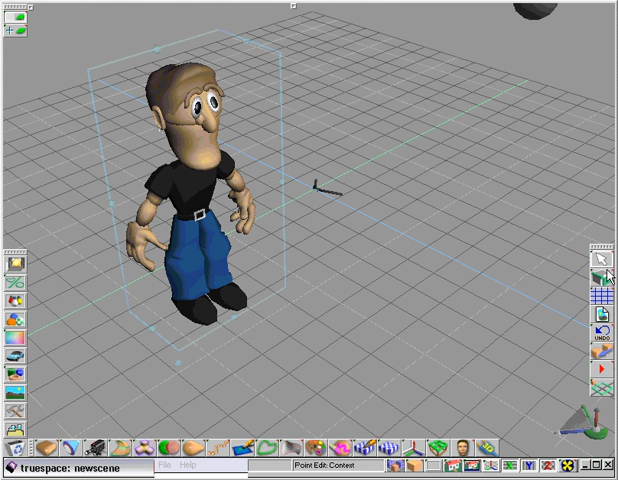 UNDO
truespace: newscene
File Help
Point Edit: Context
X Y Z